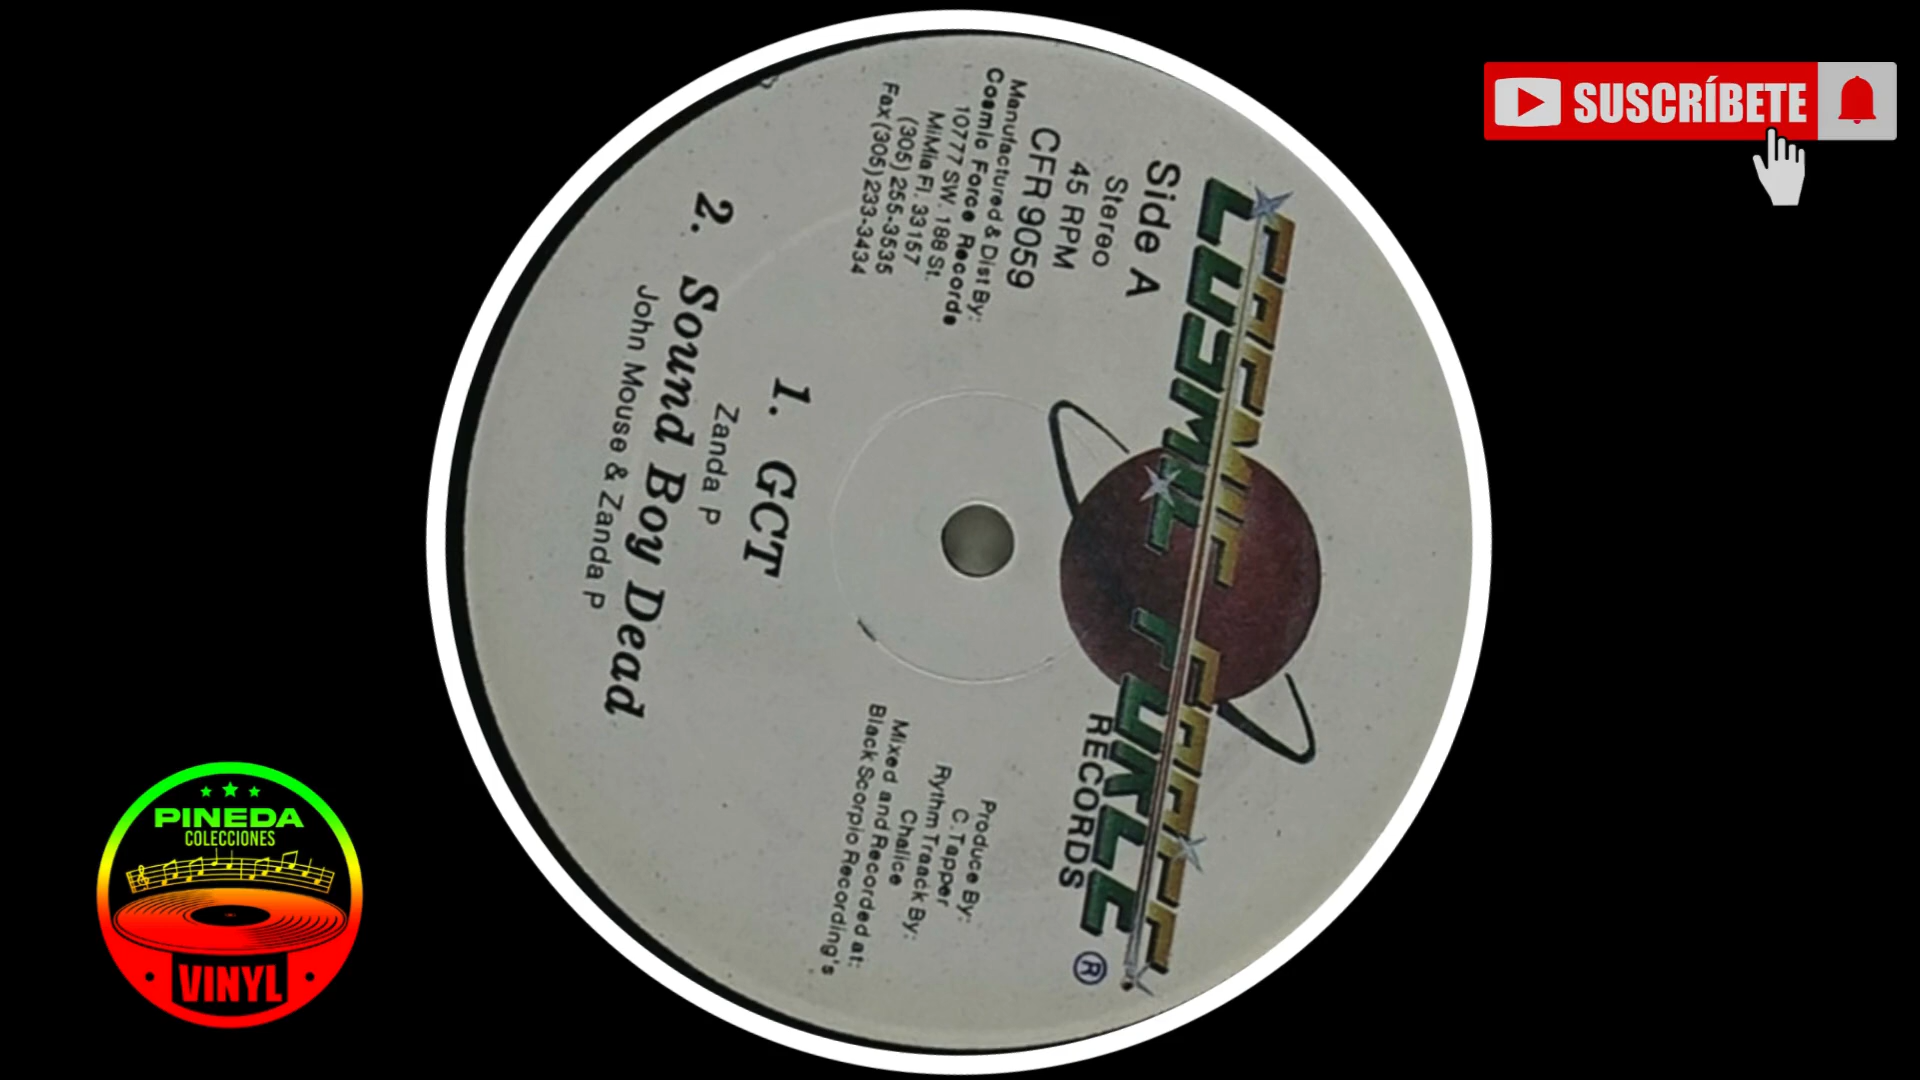 COSMIC FORCE
RECORDS ®
Side A
Stereo
45 RPM
CFR 9059
Manufactured & Dist By:
Cosmic Force Records
10777 SW. 188 St.
MiMia Fl. 33157
(305) 255-3535
Fax (305) 233-3434
Produce By:
C.Tapper
Rythm Traack By:
Chalice
Mixed and Recorded at:
Black Scorpio Recording's
1. GCT
Zanda P
2. Sound Boy Dead
John Mouse & Zanda P
SUSCRÍBETE
PINEDA
COLECCIONES
VINYL